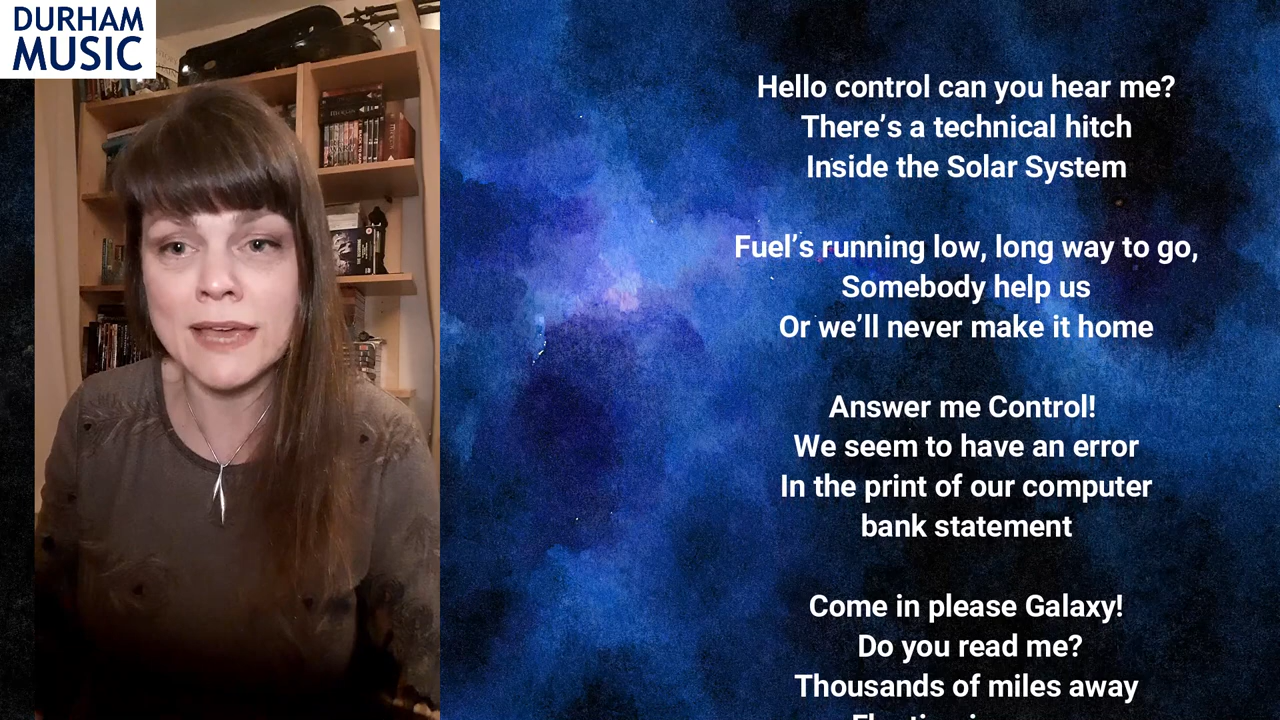 DURHAM
MUSIC
Hello control can you hear me?
There’s a technical hitch
Inside the Solar System
Fuel’s running low, long way to go,
Somebody help us
Or we’ll never make it home
Answer me Control!
We seem to have an error
In the print of our computer
bank statement
Come in please Galaxy!
Do you read me?
Thousands of miles away